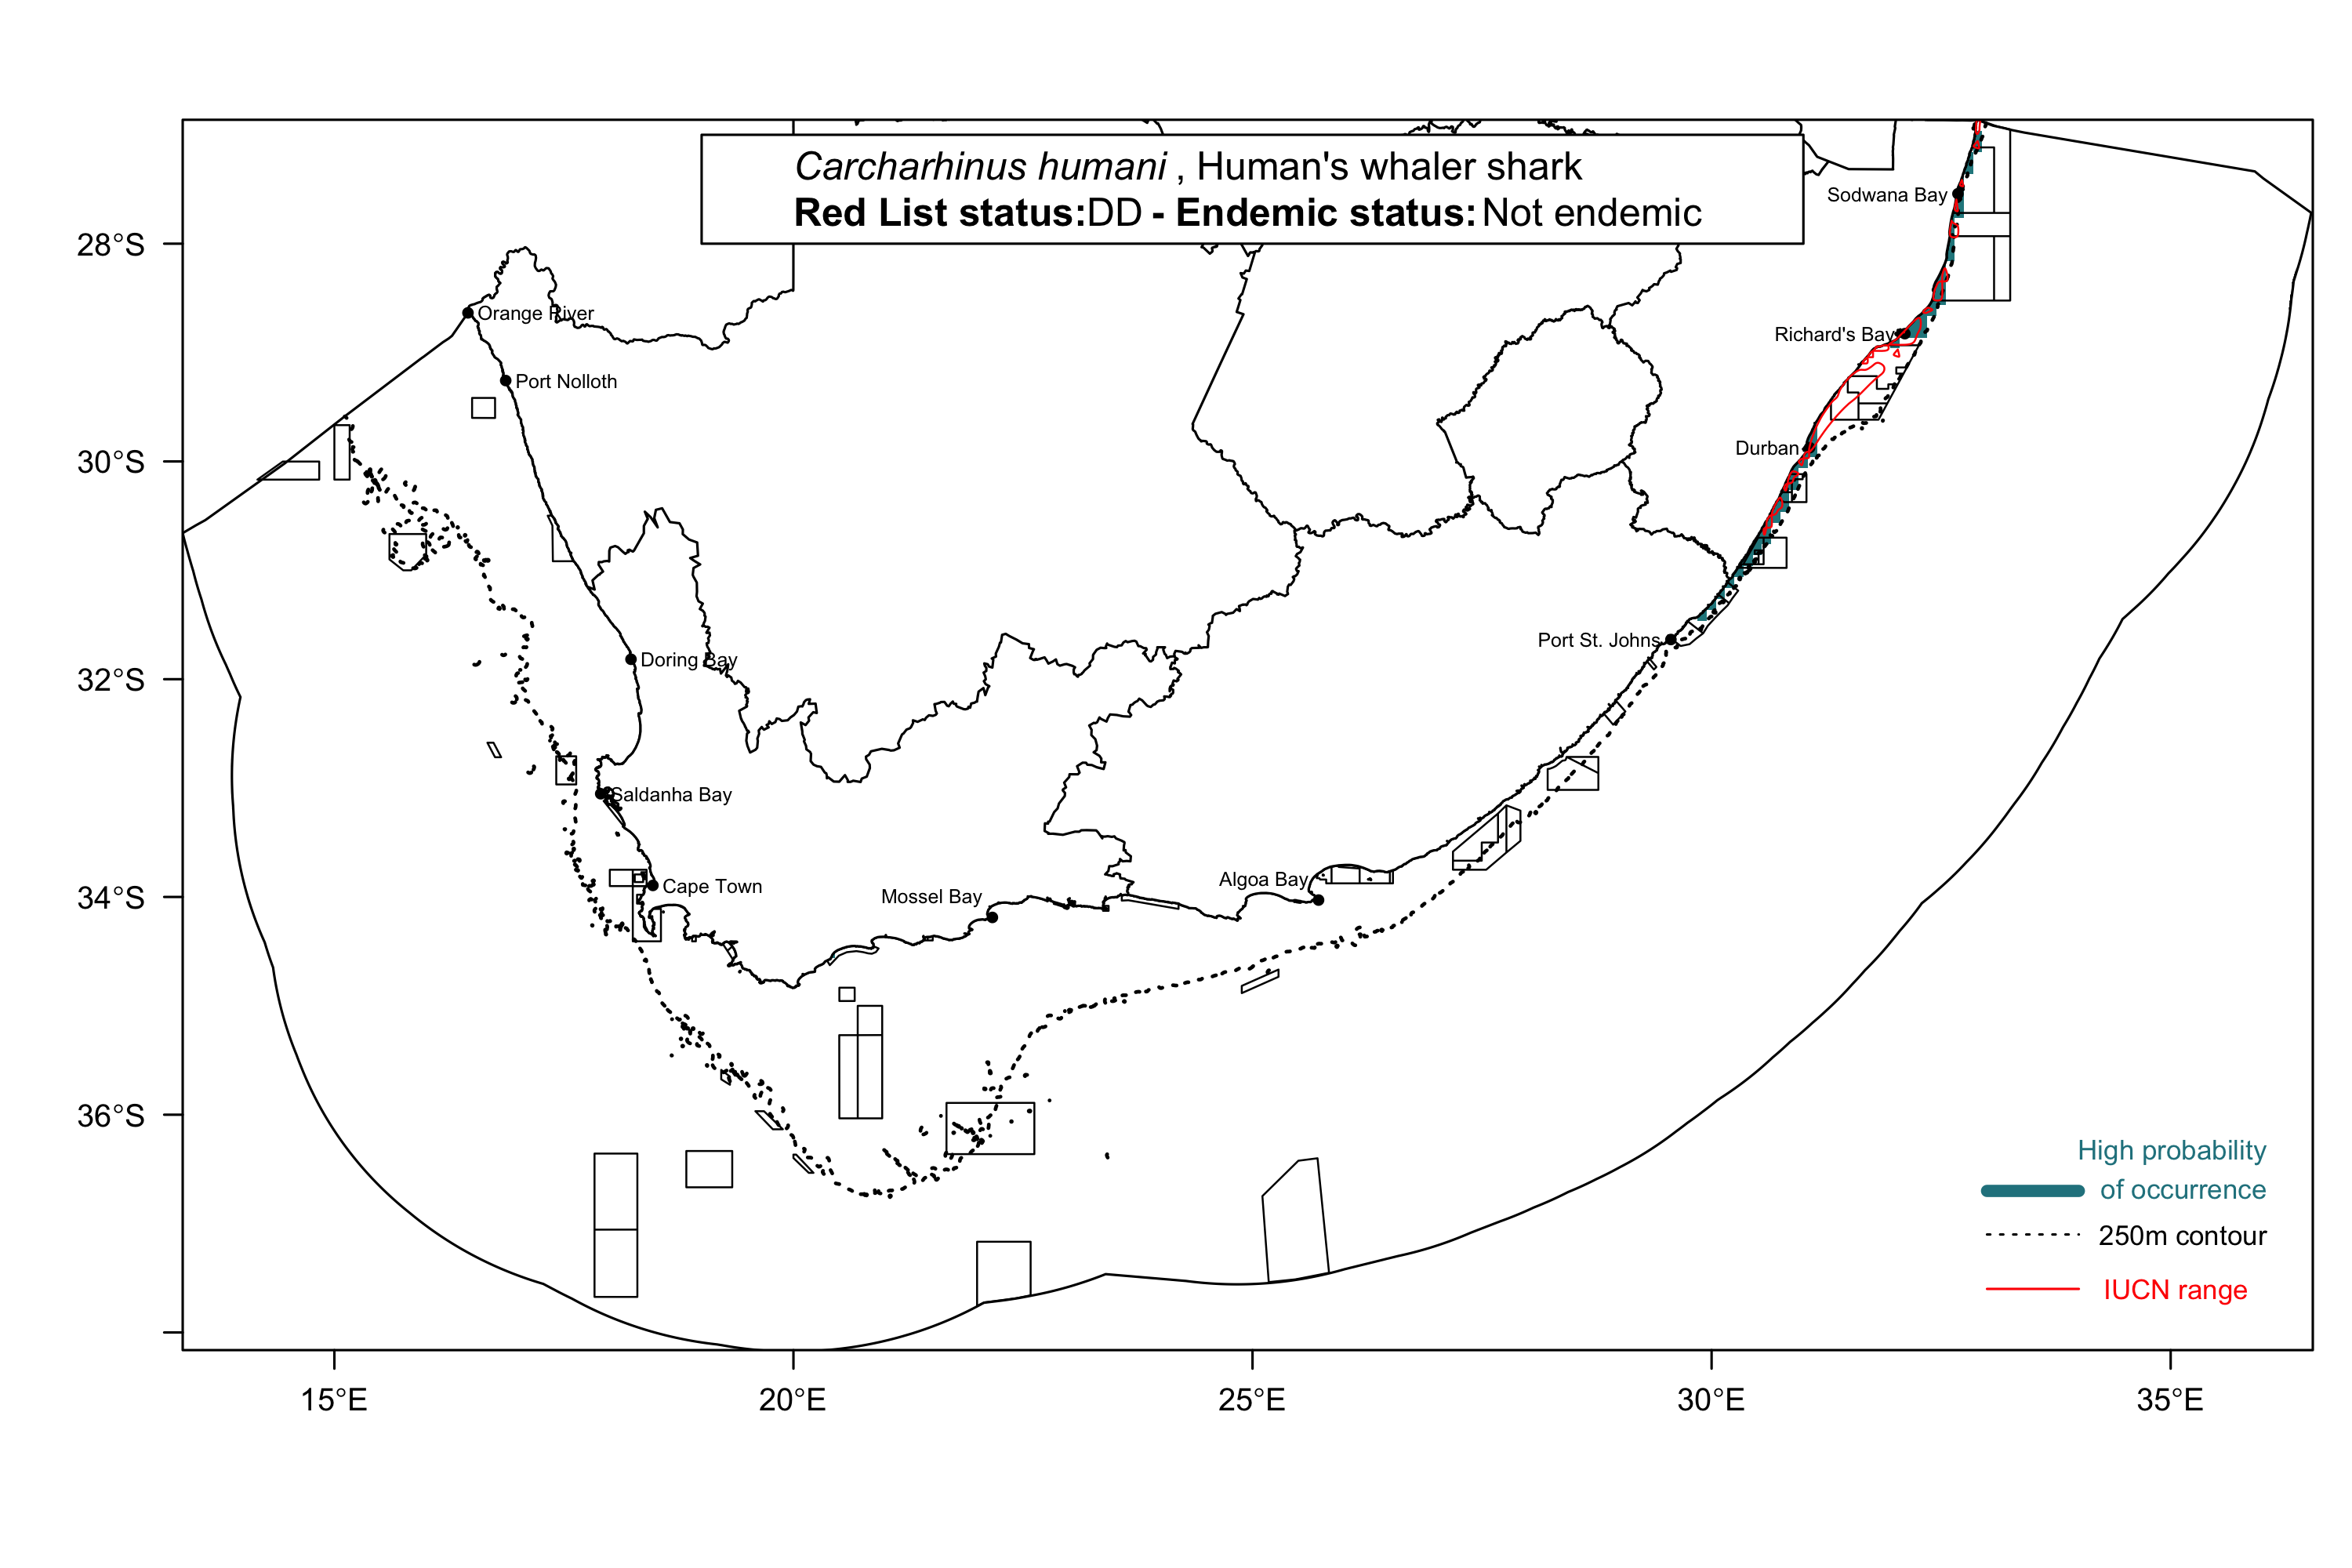 Carcharhinus humani , Human's whaler shark
Red List status:DD - Endemic status: Not endemic
Sodwana Bay
28°S
Orange River
Richard's Bay
Port Nolloth
Durban
30°S
Port St. Johns
Doring Bay
32°S
Saldanha Bay
Algoa Bay
Cape Town
Mossel Bay
34°S
36°S
High probability
of occurrence
250m contour
IUCN range
15°E
20°E
25°E
30°E
35°E